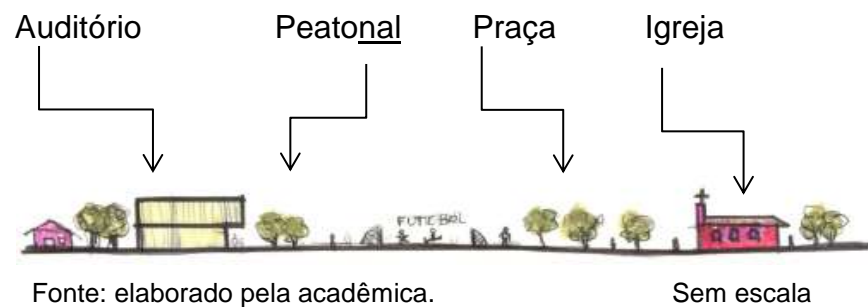 Auditório Peatonal Praça Igreja
FUTEBOL
Fonte: elaborado pela acadêmica. Sem escala